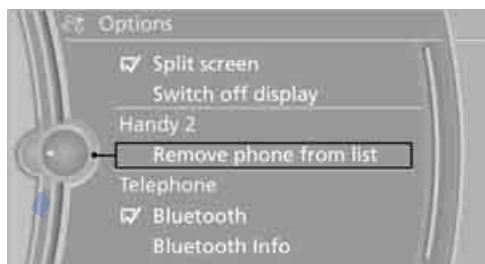 Options
Split screen
Switch off display
Handy 2
Remove phone from list
Telephone
Bluetooth
Bluetooth Info